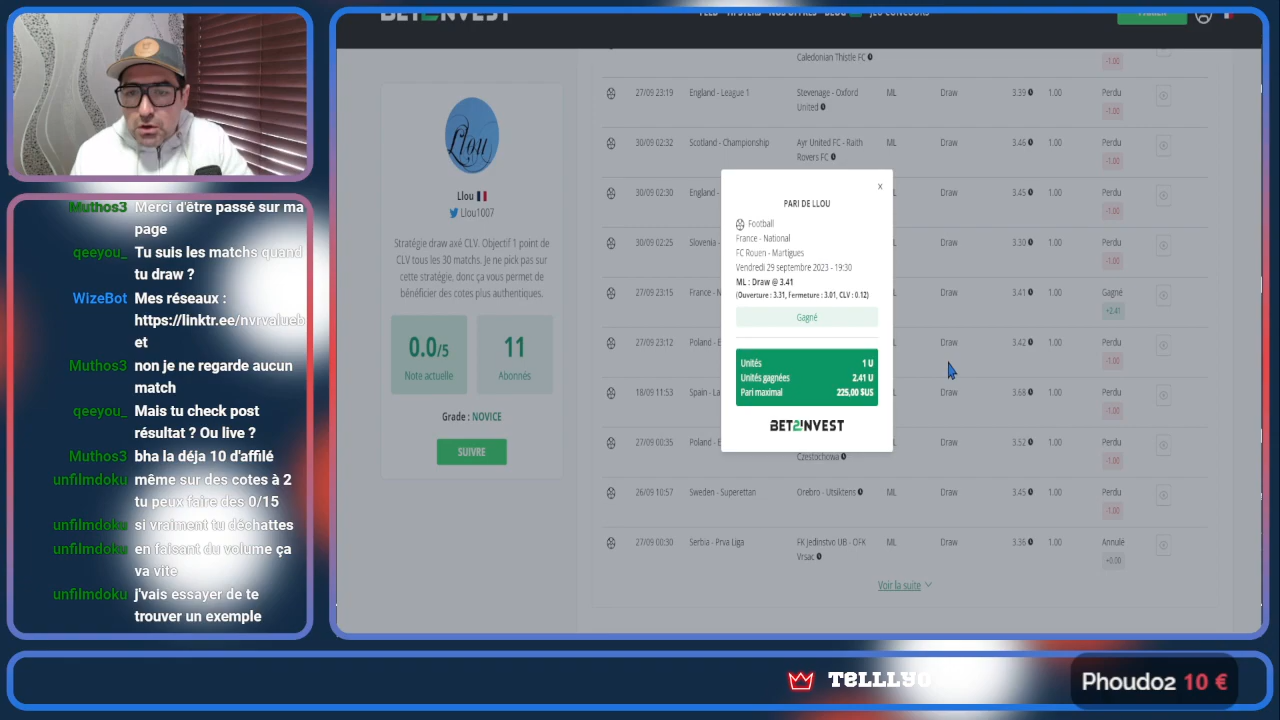 BET2INVEST
Muthos3 Merci d'être passé sur ma
page
qeeyou_ Tu suis les matchs quand
tu draw ?
WizeBot Mes réseaux :
https://linktr.ee/nvrvalueb
et
Muthos3 non je ne regarde aucun
match
qeeyou_ Mais tu check post
résultat ? Ou live ?
Muthos3 bha la déja 10 d'affilé
unfilmdoku même sur des cotes à 2
tu peux faire des 0/15
unfilmdoku si vraiment tu déchattes
unfilmdoku en faisant du volume ça
va vite
unfilmdoku j'vais essayer de te
trouver un exemple
Llou
Llou
Llou1007
Stratégie draw axé CLV. Objectif 1 point de
CLV tous les 30 matchs. Je ne pick pas sur
cette stratégie, donc ça vous permet de
bénéficier des cotes plus authentiques.
0.0/5
Note actuelle
11
Abonnés
Grade : NOVICE
SUIVRE
Caledonian Thistle FC
-1.00
27/09 23:19 England - League 1 Stevenage - Oxford
United ML Draw 3.39 1.00 Perdu
-1.00
30/09 02:32 Scotland - Championship Ayr United FC - Raith
Rovers FC ML Draw 3.46 1.00 Perdu
-1.00
30/09 02:30 England - 3.45 1.00 Perdu
-1.00
30/09 02:25 Slovenia - 3.30 1.00 Perdu
-1.00
27/09 23:15 France - N Draw 3.41 1.00 Gagné
+2.41
27/09 23:12 Poland - E Draw 3.42 1.00 Perdu
-1.00
18/09 11:53 Spain - La Draw 3.68 1.00 Perdu
-1.00
27/09 00:35 Poland - E Czestochowa Draw 3.52 1.00 Perdu
-1.00
26/09 10:57 Sweden - Superettan Orebro - Utsiktens ML Draw 3.45 1.00 Perdu
-1.00
27/09 00:30 Serbia - Prva Liga FK Jedinstvo UB - OFK
Vrsac ML Draw 3.36 1.00 Annulé
+0.00
Voir la suite
x
PARI DE LLOU
Football
France - National
FC Rouen - Martigues
Vendredi 29 septembre 2023 - 19:30
ML : Draw @ 3.41
(Ouverture : 3.31, Fermeture : 3.01, CLV : 0.12)
Gagné
Unités 1 U
Unités gagnées 2.41 U
Pari maximal 225,00 $US
BET2INVEST
TELLLYO
Phoudo2 10 €